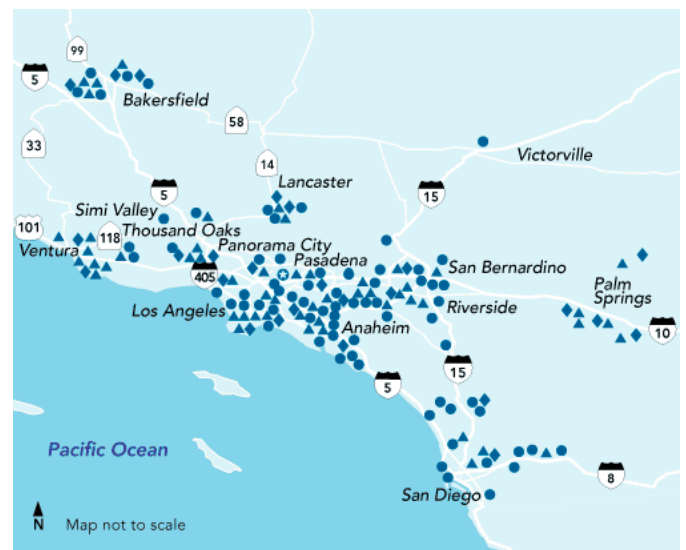 99
5
Bakersfield
58
33
Victorville
14
Lancaster
5
15
Simi Valley
101
118
Thousand Oaks
Ventura
Panorama City
Pasadena
405
San Bernardino
Palm
Springs
Los Angeles
Riverside
Anaheim
10
15
5
Pacific Ocean
8
San Diego
N
Map not to scale